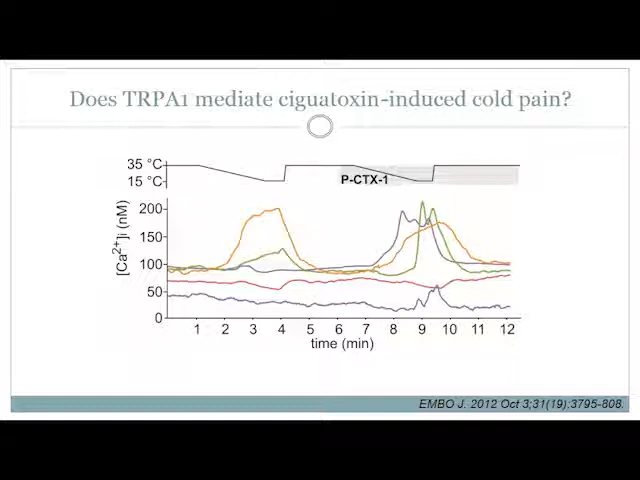 Does TRPA1 mediate ciguatoxin-induced cold pain?
35 °C
15 °C
P-CTX-1
[Ca2+]i (nM)
200
150
100
50
0
1 2 3 4 5 6 7 8 9 10 11 12
time (min)
EMBO J. 2012 Oct 3;31(19):3795-808.